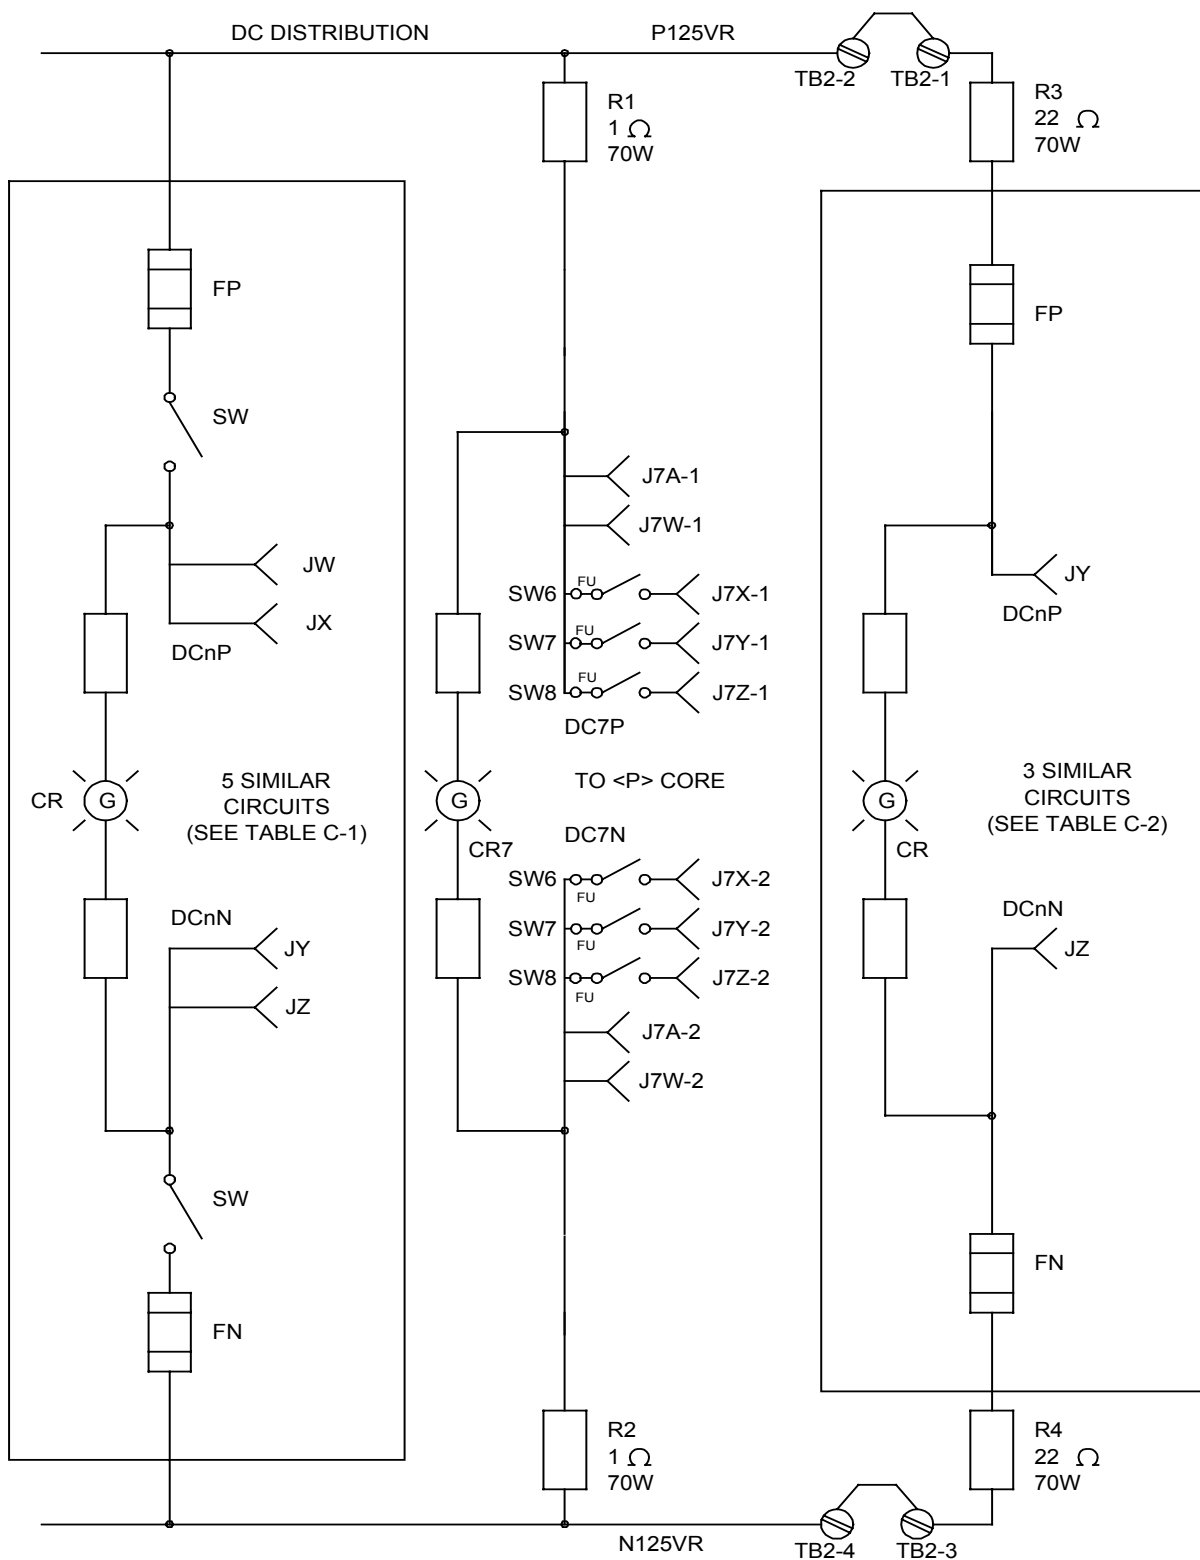 DC DISTRIBUTION
P125VR
TB2-2
TB2-1
R1
1 Ω
70W
R3
22 Ω
70W
FP
SW
JW
JX
DCnP
CR
G
5 SIMILAR
CIRCUITS
(SEE TABLE C-1)
DCnN
JY
JZ
SW
FN
J7A-1
J7W-1
SW6
FU
J7X-1
SW7
FU
J7Y-1
SW8
FU
J7Z-1
DC7P
TO <P> CORE
G
CR7
DC7N
SW6
FU
J7X-2
SW7
FU
J7Y-2
SW8
FU
J7Z-2
J7A-2
J7W-2
R2
1 Ω
70W
FP
JY
DCnP
G
CR
3 SIMILAR
CIRCUITS
(SEE TABLE C-2)
DCnN
JZ
FN
R4
22 Ω
70W
N125VR
TB2-4
TB2-3